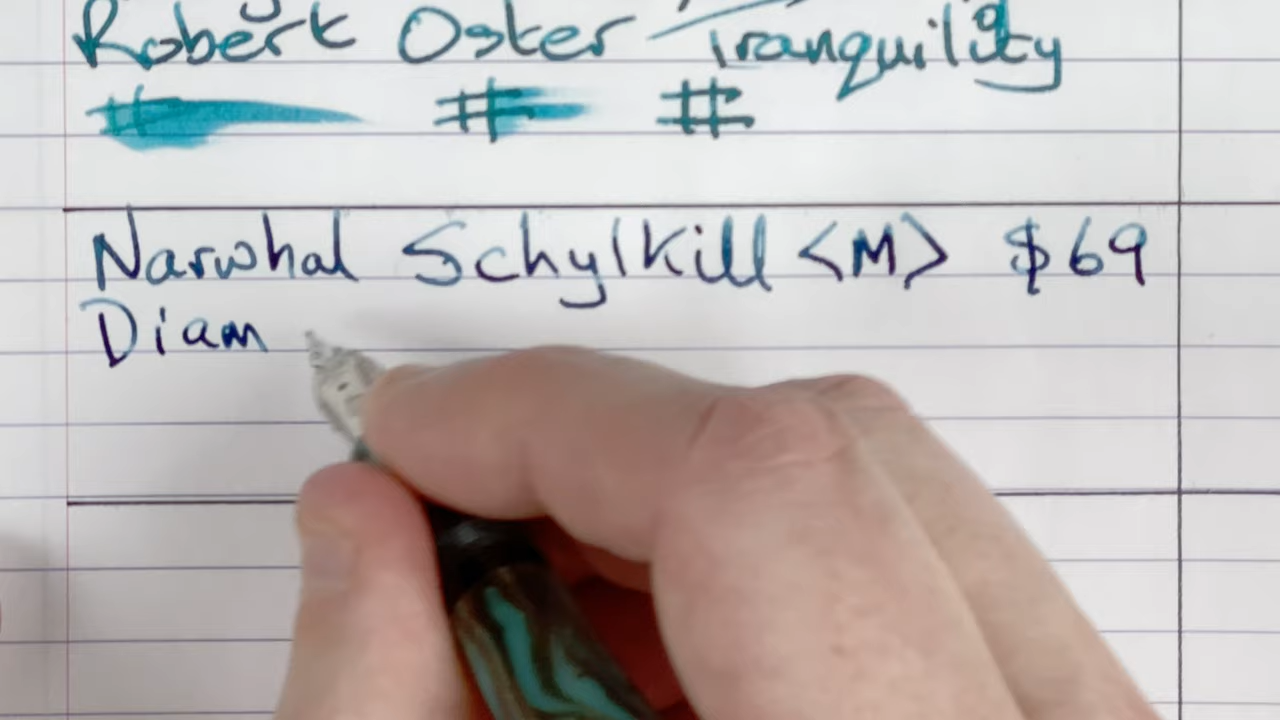 Robert Oster Tranquility
# # #
Narwhal Schylkill <M> $69
Diam